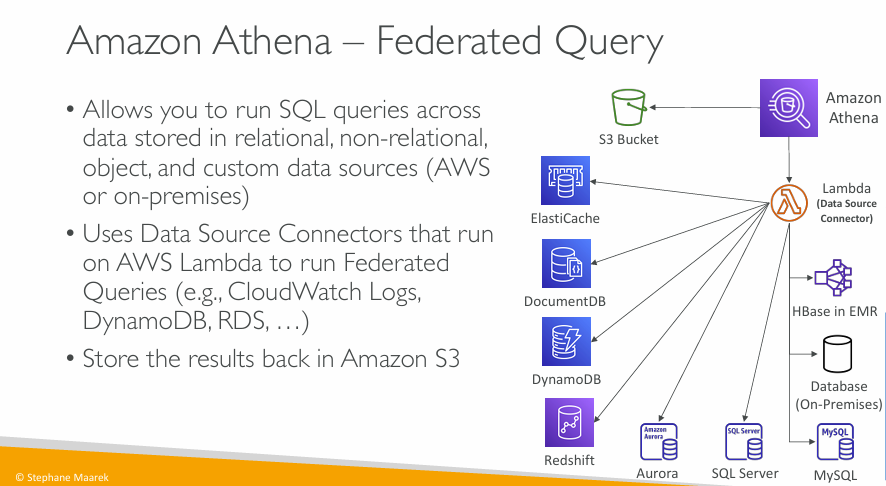 Amazon Athena – Federated Query
• Allows you to run SQL queries across
data stored in relational, non-relational,
object, and custom data sources (AWS
or on-premises)
• Uses Data Source Connectors that run
on AWS Lambda to run Federated
Queries (e.g., CloudWatch Logs,
DynamoDB, RDS, …)
• Store the results back in Amazon S3
Amazon
Athena
S3 Bucket
Lambda
(Data Source
Connector)
ElastiCache
DocumentDB
HBase in EMR
DynamoDB
Database
(On-Premises)
Redshift
Amazon
Aurora
Aurora
SQL Server
SQL Server
MySQL
MySQL
© Stephane Maarek